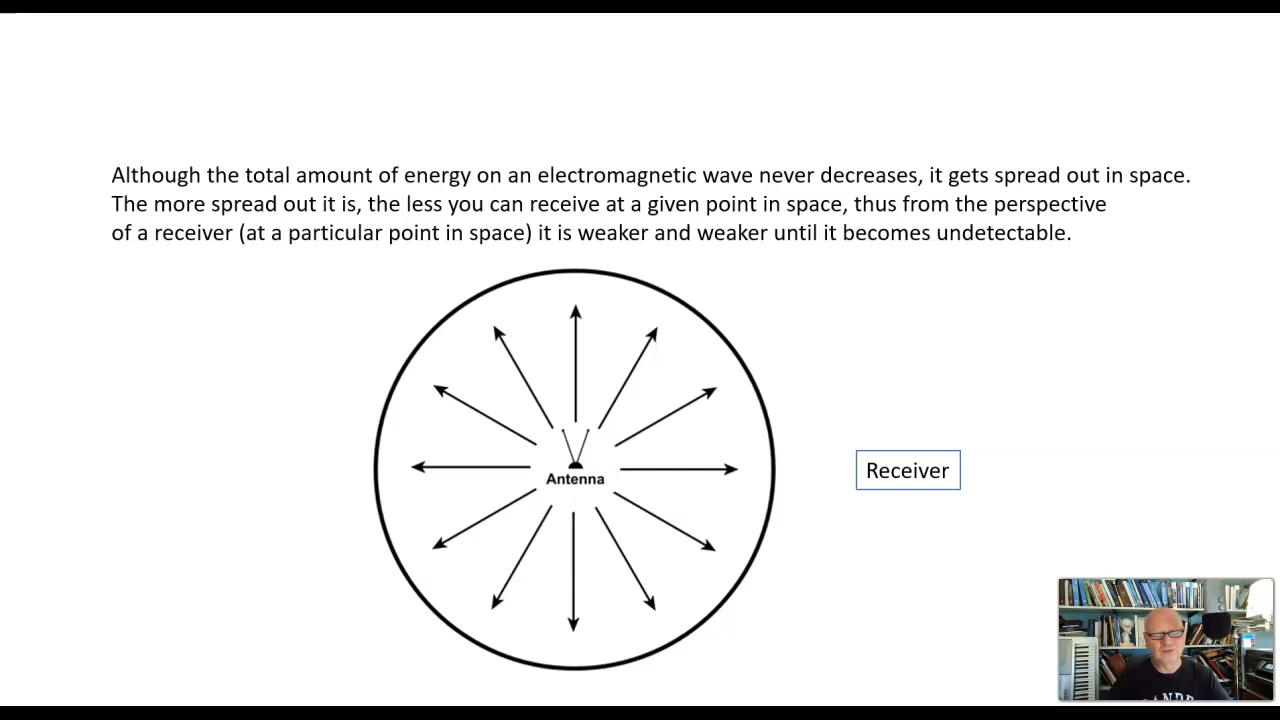 Although the total amount of energy on an electromagnetic wave never decreases, it gets spread out in space.
The more spread out it is, the less you can receive at a given point in space, thus from the perspective
of a receiver (at a particular point in space) it is weaker and weaker until it becomes undetectable.
Antenna
Receiver